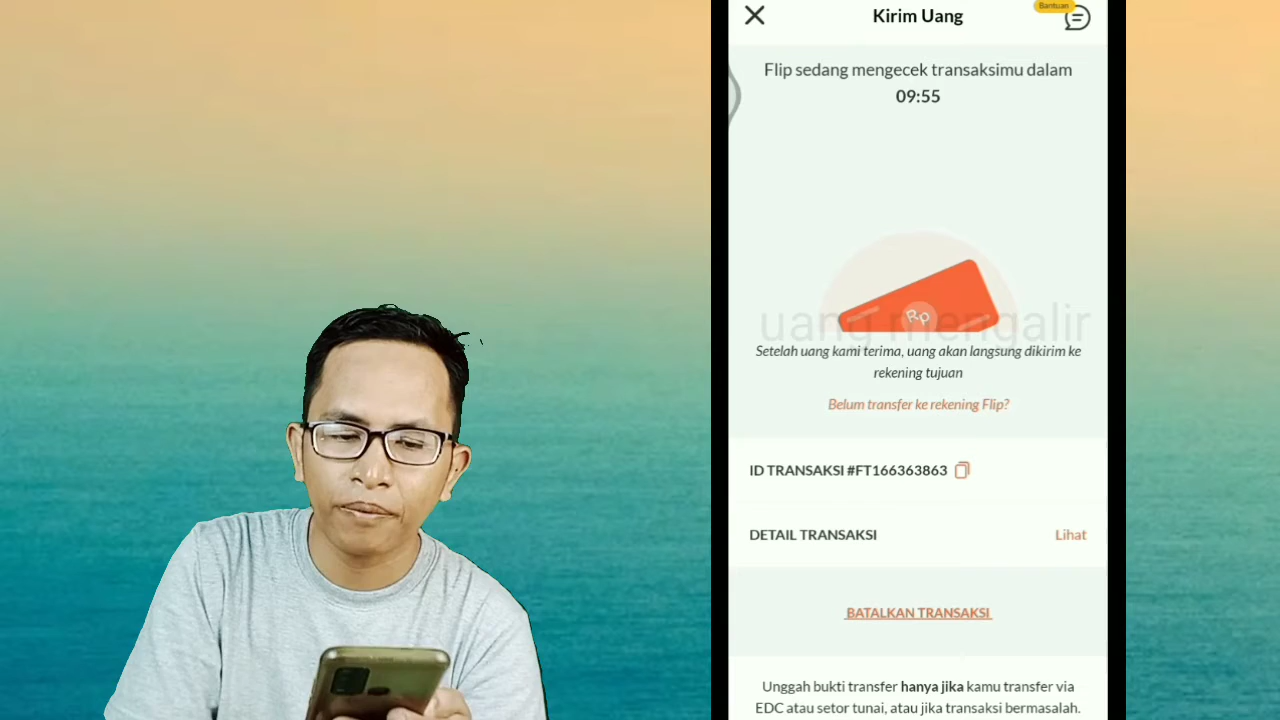 Kirim Uang
Bantuan
Flip sedang mengecek transaksimu dalam
09:55
Rp
uang mengalir
Setelah uang kami terima, uang akan langsung dikirim ke
rekening tujuan
Belum transfer ke rekening Flip?
ID TRANSAKSI #FT166363863
DETAIL TRANSAKSI
Lihat
BATALKAN TRANSAKSI
Unggah bukti transfer hanya jika kamu transfer via
EDC atau setor tunai, atau jika transaksi bermasalah.